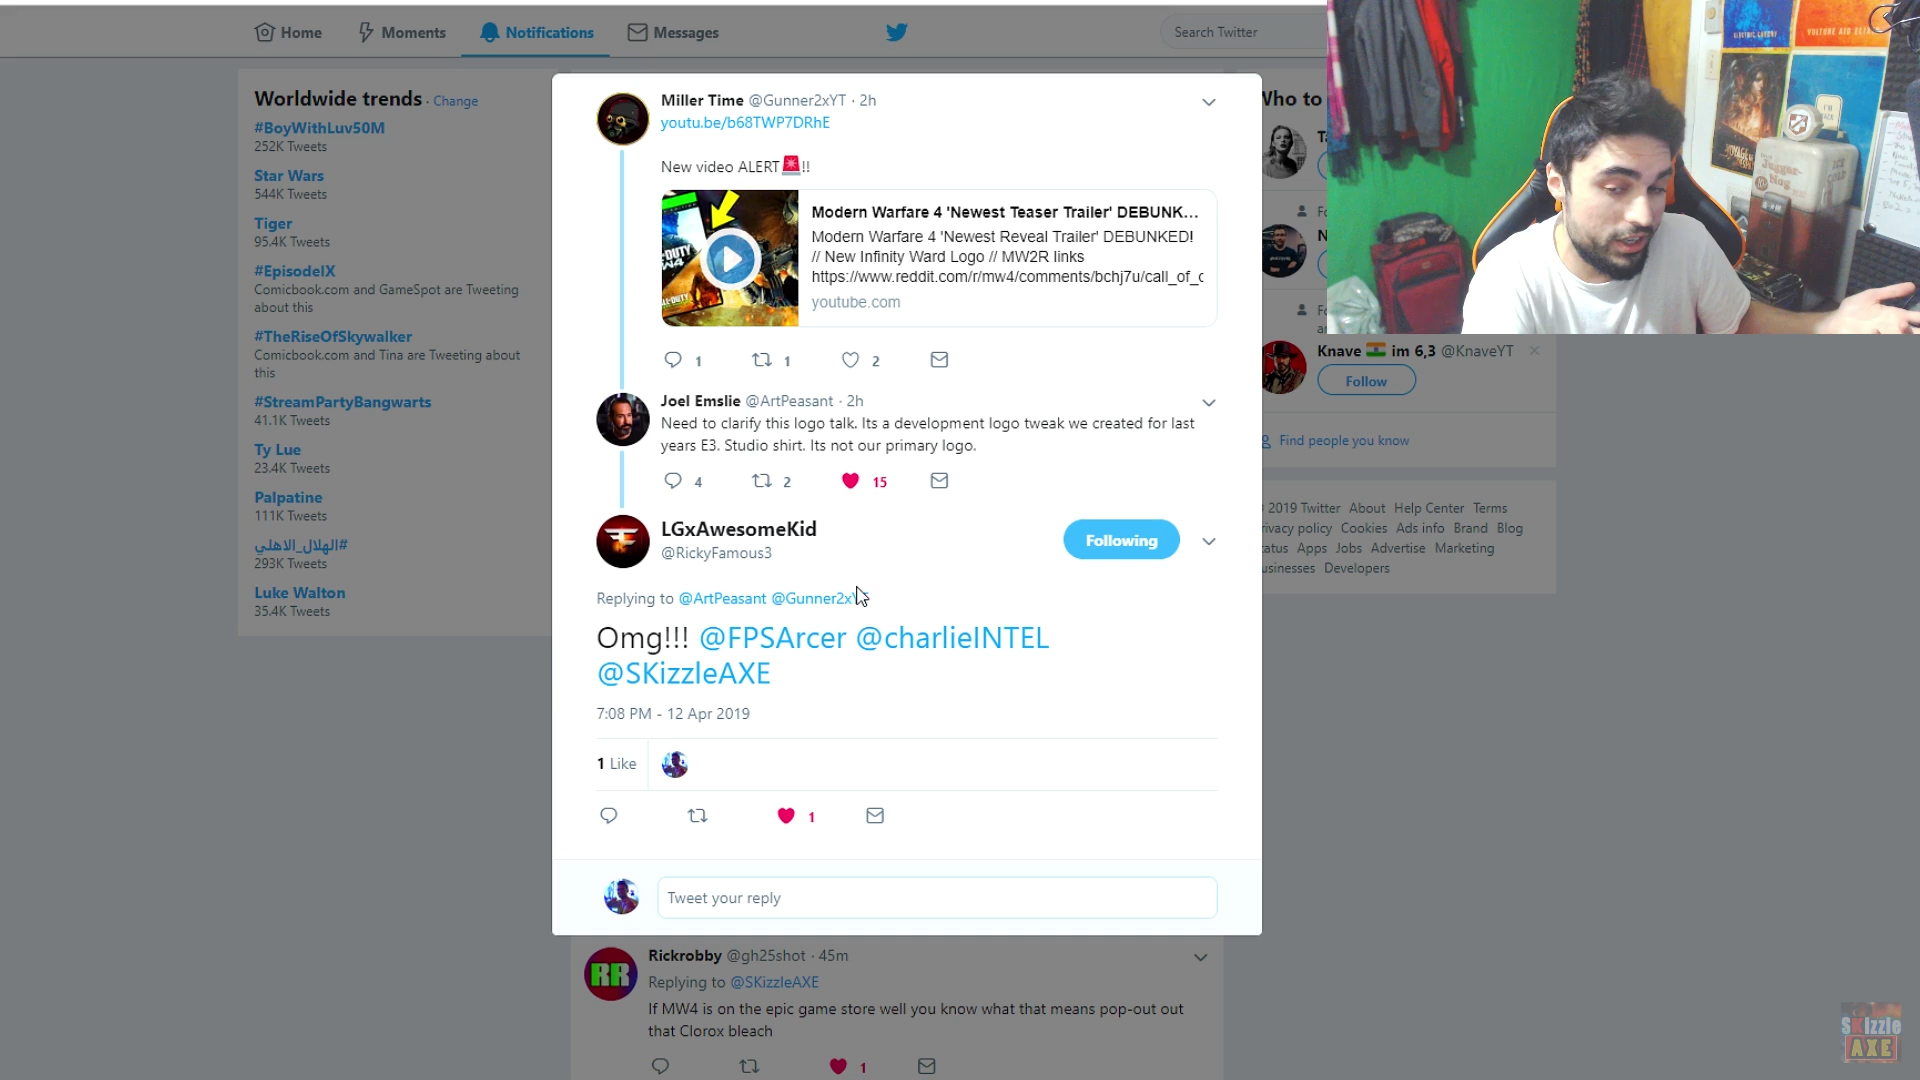 Home
Moments
Notifications
Messages
Search Twitter
Worldwide trends · Change
#BoyWithLuv50M
252K Tweets
Star Wars
544K Tweets
Tiger
95.4K Tweets
#EpisodeIX
Comicbook.com and GameSpot are Tweeting
about this
#TheRiseOfSkywalker
Comicbook.com and Tina are Tweeting about
this
#StreamPartyBangwarts
41.1K Tweets
Ty Lue
23.4K Tweets
Palpatine
111K Tweets
#الهلال_الاهلي
293K Tweets
Luke Walton
35.4K Tweets
Miller Time @Gunner2xYT · 2h
youtu.be/b68TWP7DRhE
New video ALERT🚨!!
Modern Warfare 4 'Newest Teaser Trailer' DEBUNK...
Modern Warfare 4 'Newest Reveal Trailer' DEBUNKED!
// New Infinity Ward Logo // MW2R links
https://www.reddit.com/r/mw4/comments/bchj7u/call_of_c
youtube.com
1 1 2
Joel Emslie @ArtPeasant · 2h
Need to clarify this logo talk. Its a development logo tweak we created for last
years E3. Studio shirt. Its not our primary logo.
4 2 15
LGxAwesomeKid
@RickyFamous3
Following
Replying to @ArtPeasant @Gunner2x
Omg!!! @FPSArcer @charlieINTEL
@SKizzleAXE
7:08 PM - 12 Apr 2019
1 Like
1
Tweet your reply
Rickrobby @gh25shot · 45m
Replying to @SKizzleAXE
If MW4 is on the epic game store well you know what that means pop-out out
that Clorox bleach
1
RR
Who to
Knave 🇮🇳 im 6,3 @KnaveYT
Follow
Find people you know
2019 Twitter About Help Center Terms
rivacy policy Cookies Ads info Brand Blog
tatus Apps Jobs Advertise Marketing
usinesses Developers
ELECTRIC CHERRY
VULTURE AID ELIXIR
Jugger-
Nog
ICE
COLD
SKizzle
AXE